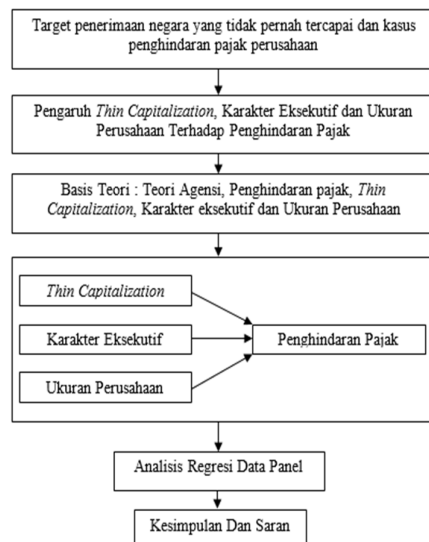 Target penerimaan negara yang tidak pernah tercapai dan kasus
penghindaran pajak perusahaan
Pengaruh Thin Capitalization, Karakter Eksekutif dan Ukuran
Perusahaan Terhadap Penghindaran Pajak
Basis Teori : Teori Agensi, Penghindaran pajak, Thin
Capitalization, Karakter eksekutif dan Ukuran Perusahaan
Thin Capitalization
Karakter Eksekutif
Penghindaran Pajak
Ukuran Perusahaan
Analisis Regresi Data Panel
Kesimpulan Dan Saran